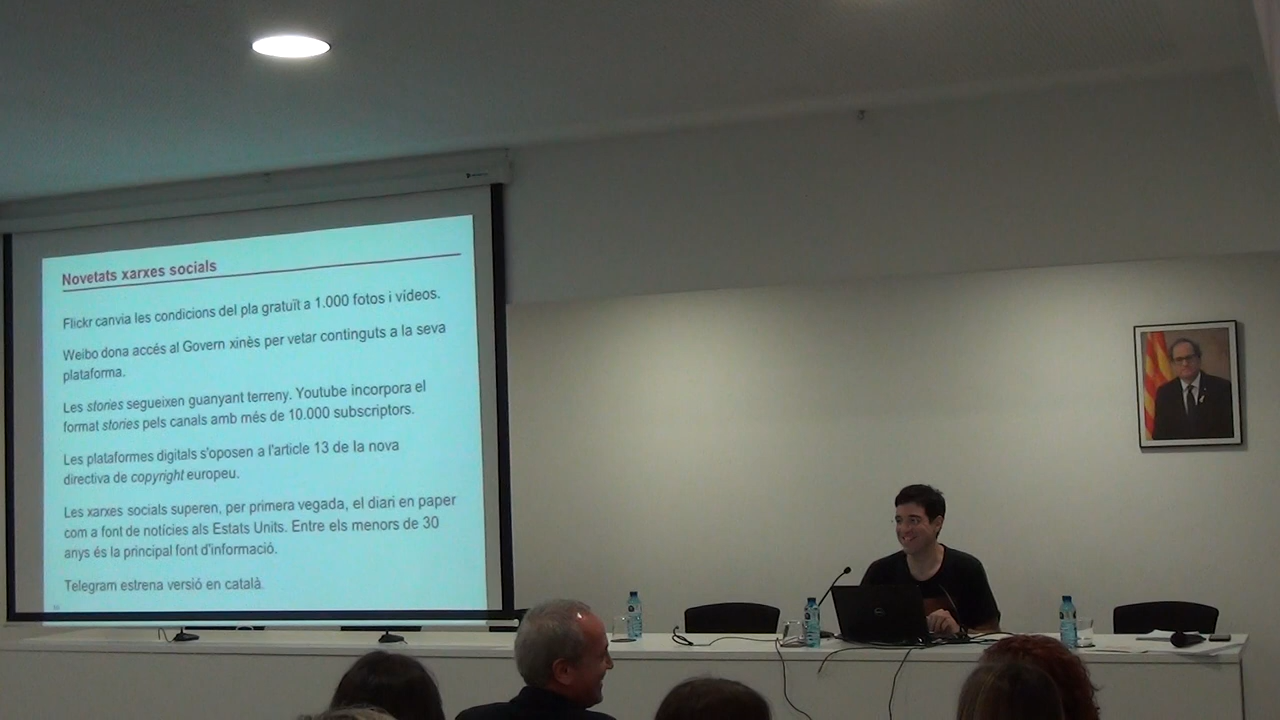 Novetats xarxes socials
Flickr canvia les condicions del pla gratuït a 1.000 fotos i vídeos.
Weibo dona accés al Govern xinès per vetar continguts a la seva
plataforma.
Les stories segueixen guanyant terreny. Youtube incorpora el
format stories pels canals amb més de 10.000 subscriptors.
Les plataformes digitals s'oposen a l'article 13 de la nova
directiva de copyright europeu.
Les xarxes socials superen, per primera vegada, el diari en paper
com a font de notícies als Estats Units. Entre els menors de 30
anys és la principal font d'informació.
Telegram estrena versió en català.